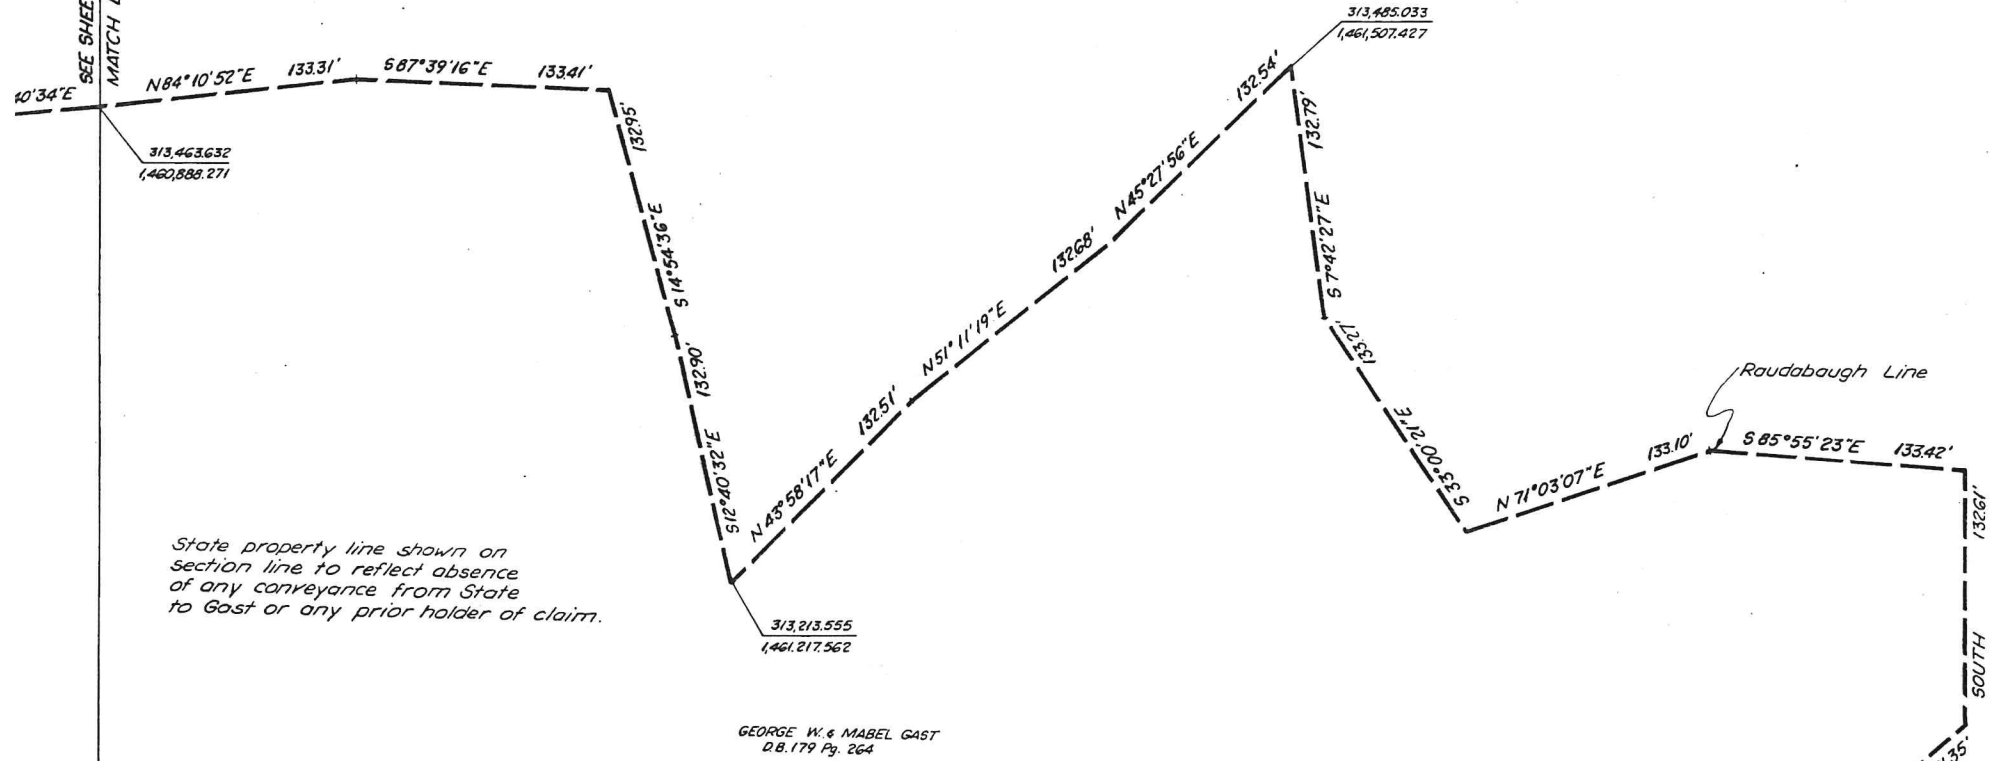 SEE SHEE
MATCH
40'34"E
N84°10'52"E 133.31'
S87°39'16"E 133.41'
313,463.632
1,460,888.271
132.95'
S14°54'36"E
132.90'
S12°40'32"E
N43°58'17"E
132.51'
N51°11'19"E
132.68'
N45°27'56"E
132.54'
313,485.033
1,461,507.427
132.79'
S7°42'27"E
133.27'
S33°00'21"E
N71°03'07"E
133.10'
Raudabaugh Line
S85°55'23"E 133.42'
132.61'
SOUTH
.35'
State property line shown on
section line to reflect absence
of any conveyance from State
to Gast or any prior holder of claim.
313,213.555
1,461,217.562
GEORGE W. & MABEL GAST
D.B. 179 Pg. 264